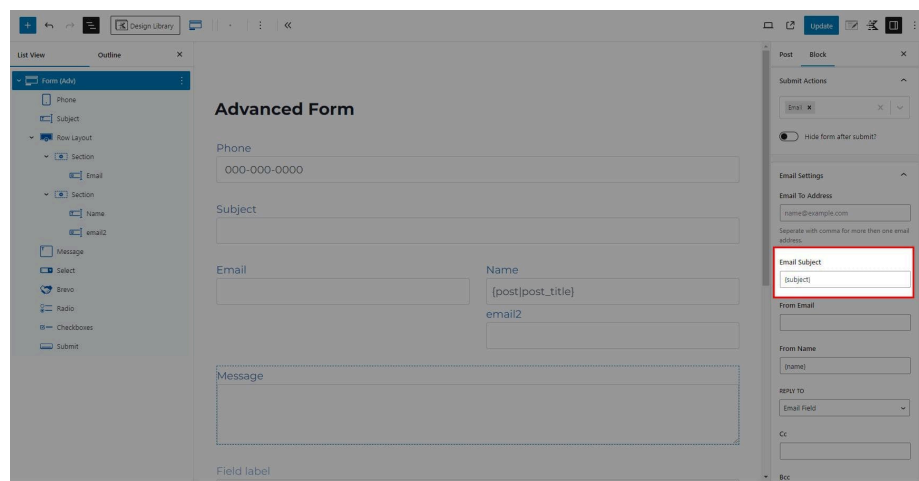 Design Library
Update
List View
Outline
Form (Adv)
Phone
Subject
Row Layout
Section
Email
Section
Name
email2
Message
Select
Brevo
Radio
Checkboxes
Submit
Advanced Form
Phone
000-000-0000
Subject
Email
Name
{post|post_title}
email2
Message
Field label
Post
Block
Submit Actions
Email
Hide form after submit?
Email Settings
Email To Address
name@example.com
Seperate with comma for more then one email
address.
Email Subject
{subject}
From Email
From Name
{name}
REPLY TO
Email Field
Cc
Bcc